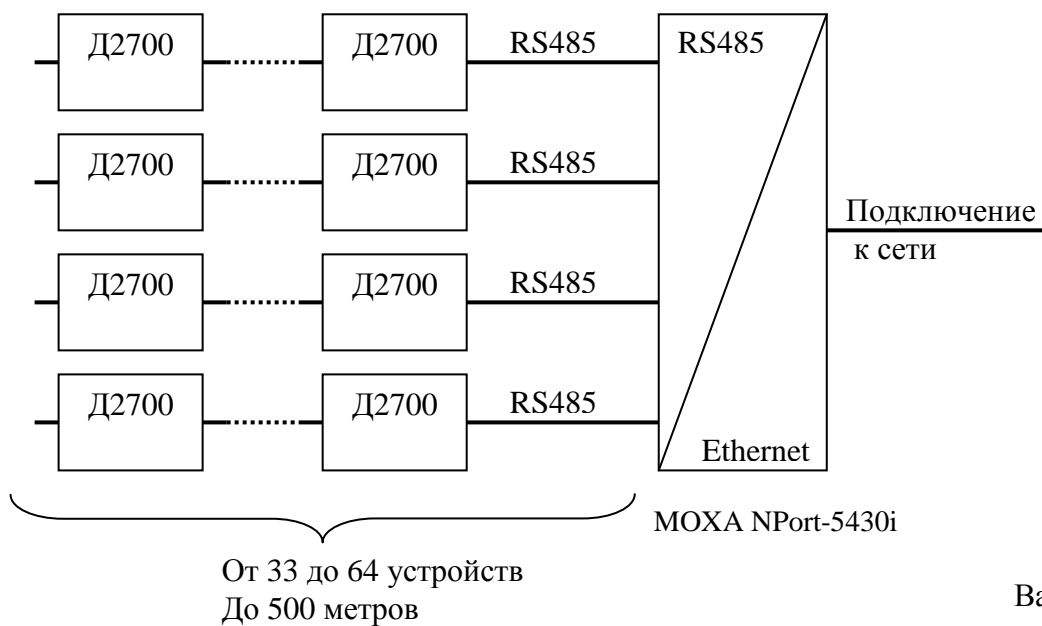 Д2700 Д2700 RS485 RS485
Д2700 Д2700 RS485
Подключение
к сети
Д2700 Д2700 RS485
Д2700 Д2700 RS485
Ethernet
MOXA NPort-5430i
От 33 до 64 устройств
До 500 метров
Ва